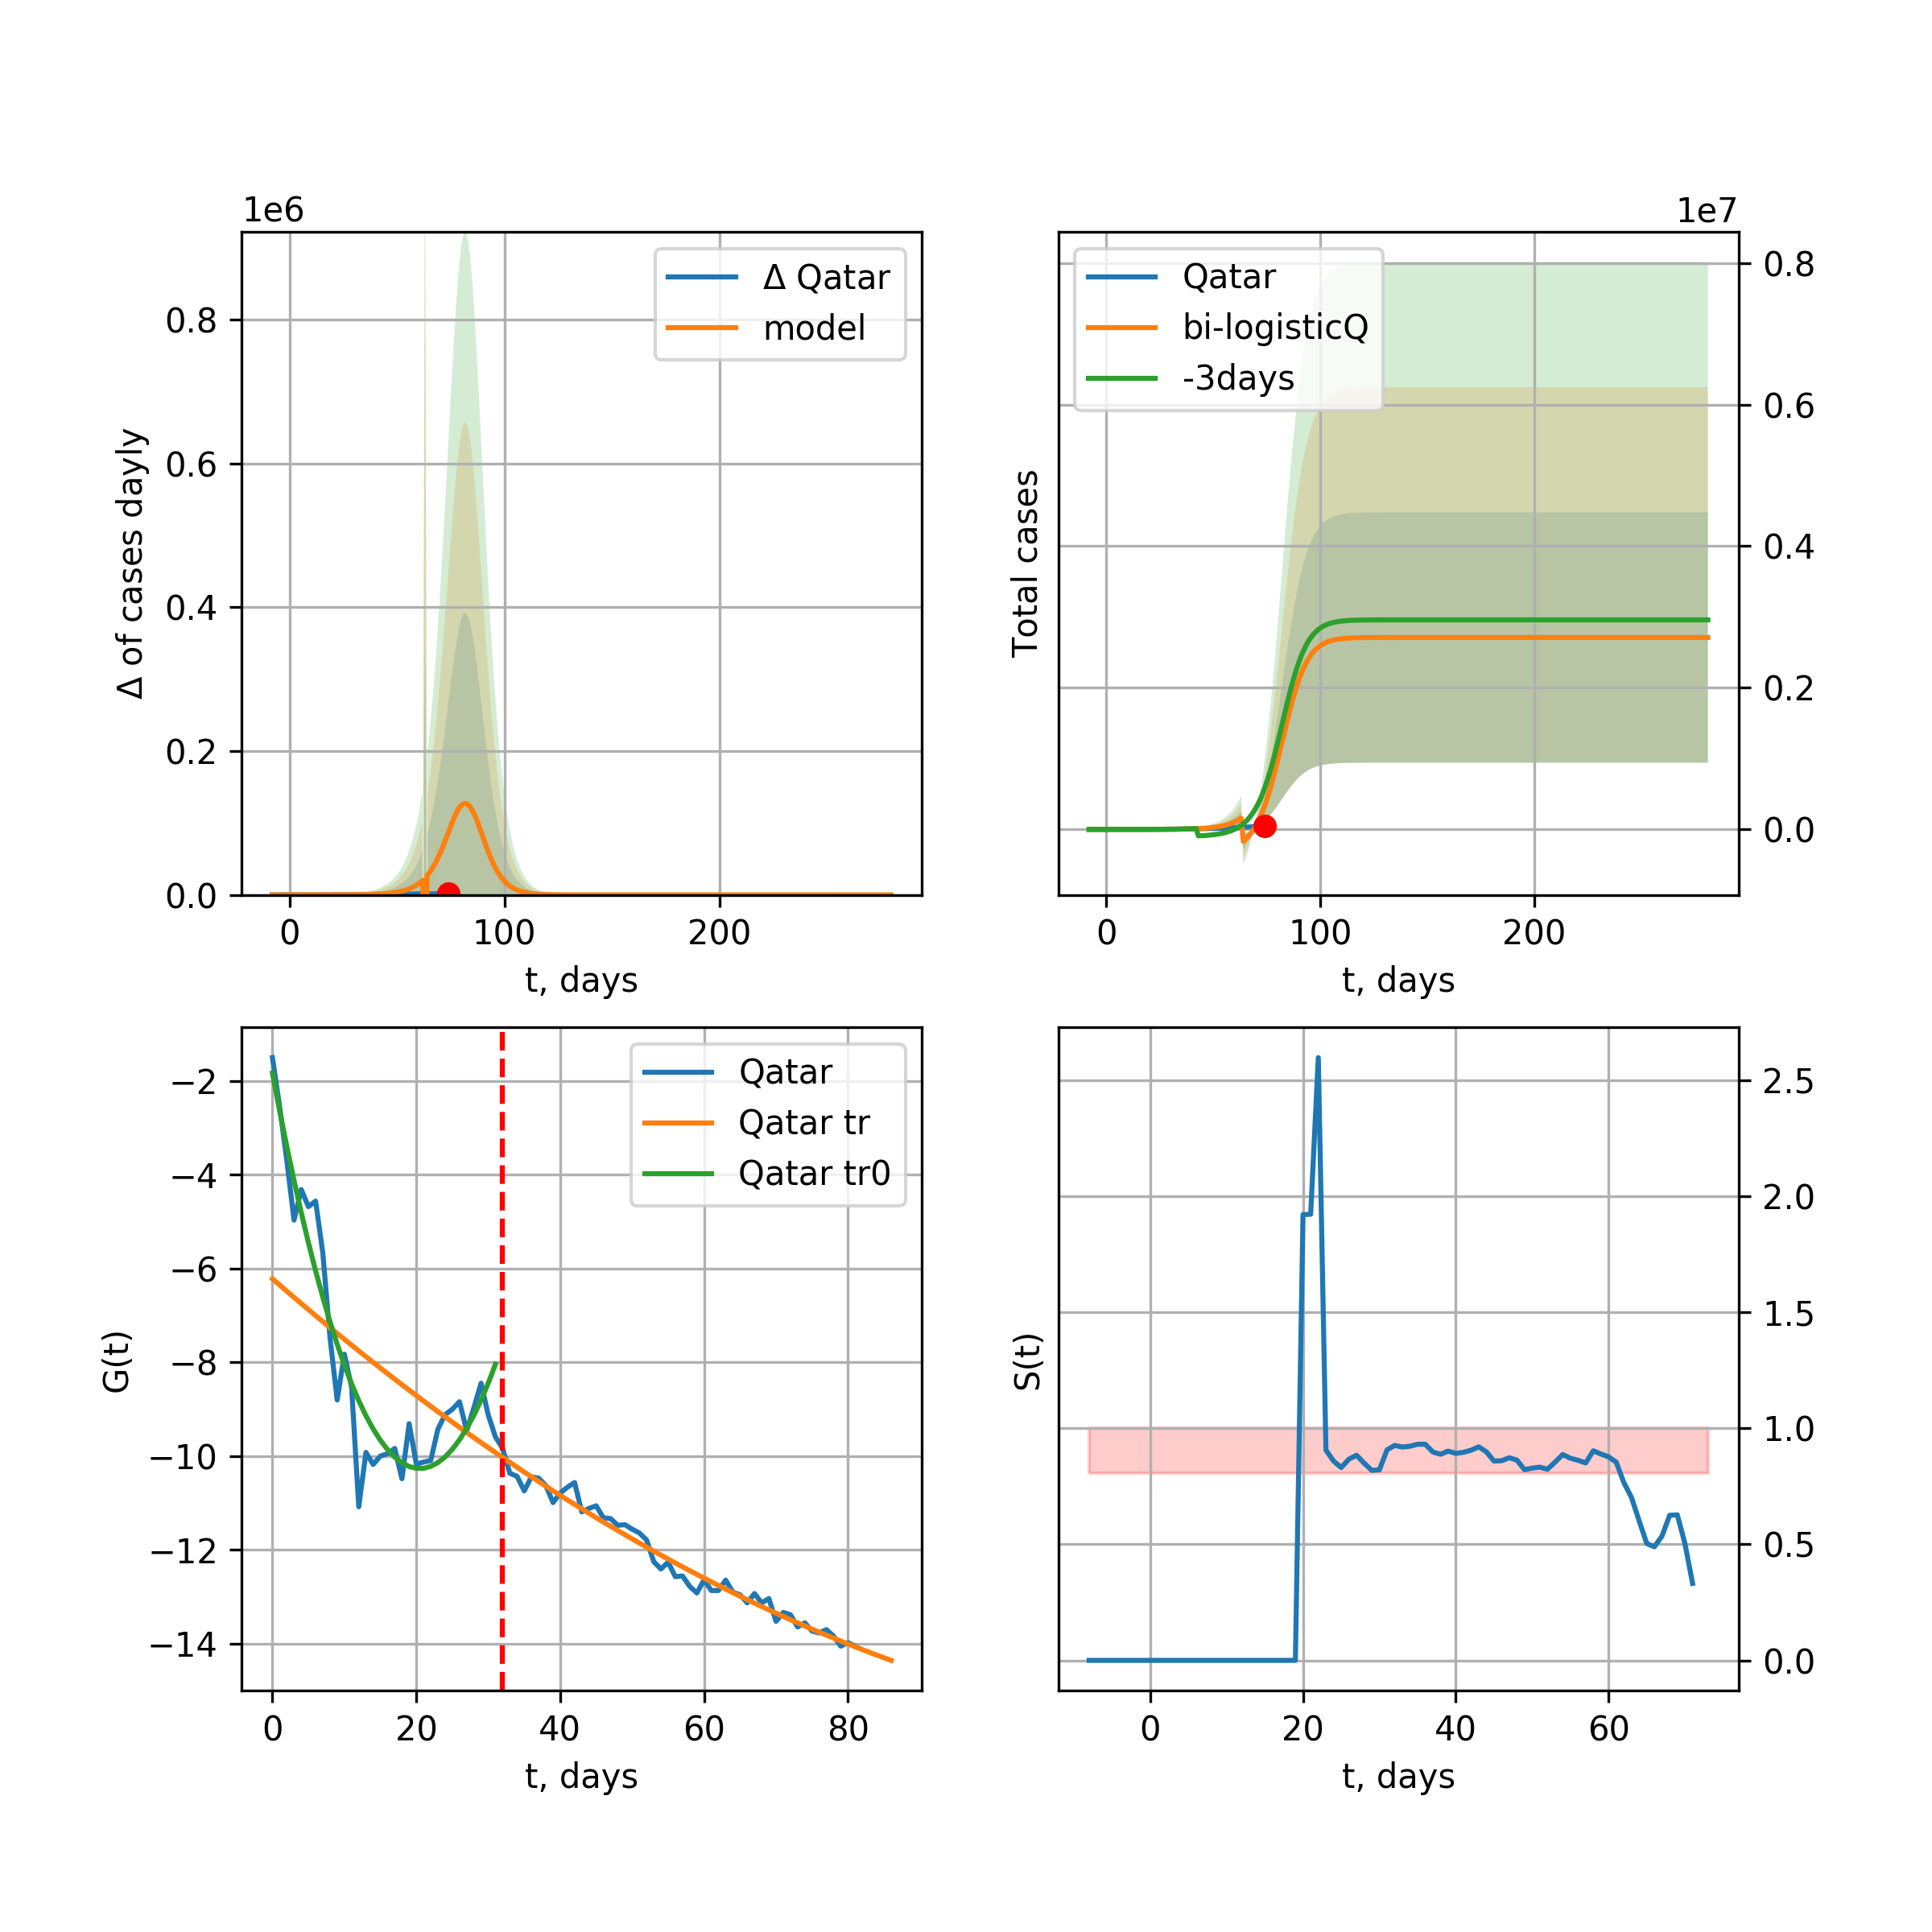 1e6
Δ of cases dayly
0.8
0.6
0.4
0.2
0.0
0 100 200
t, days
Δ Qatar
model
1e7
Total cases
0.8
0.6
0.4
0.2
0.0
0 100 200
t, days
Qatar
bi-logisticQ
-3days
G(t)
−2
−4
−6
−8
−10
−12
−14
0 20 40 60 80
t, days
Qatar
Qatar tr
Qatar tr0
S(t)
2.5
2.0
1.5
1.0
0.5
0.0
0 20 40 60
t, days